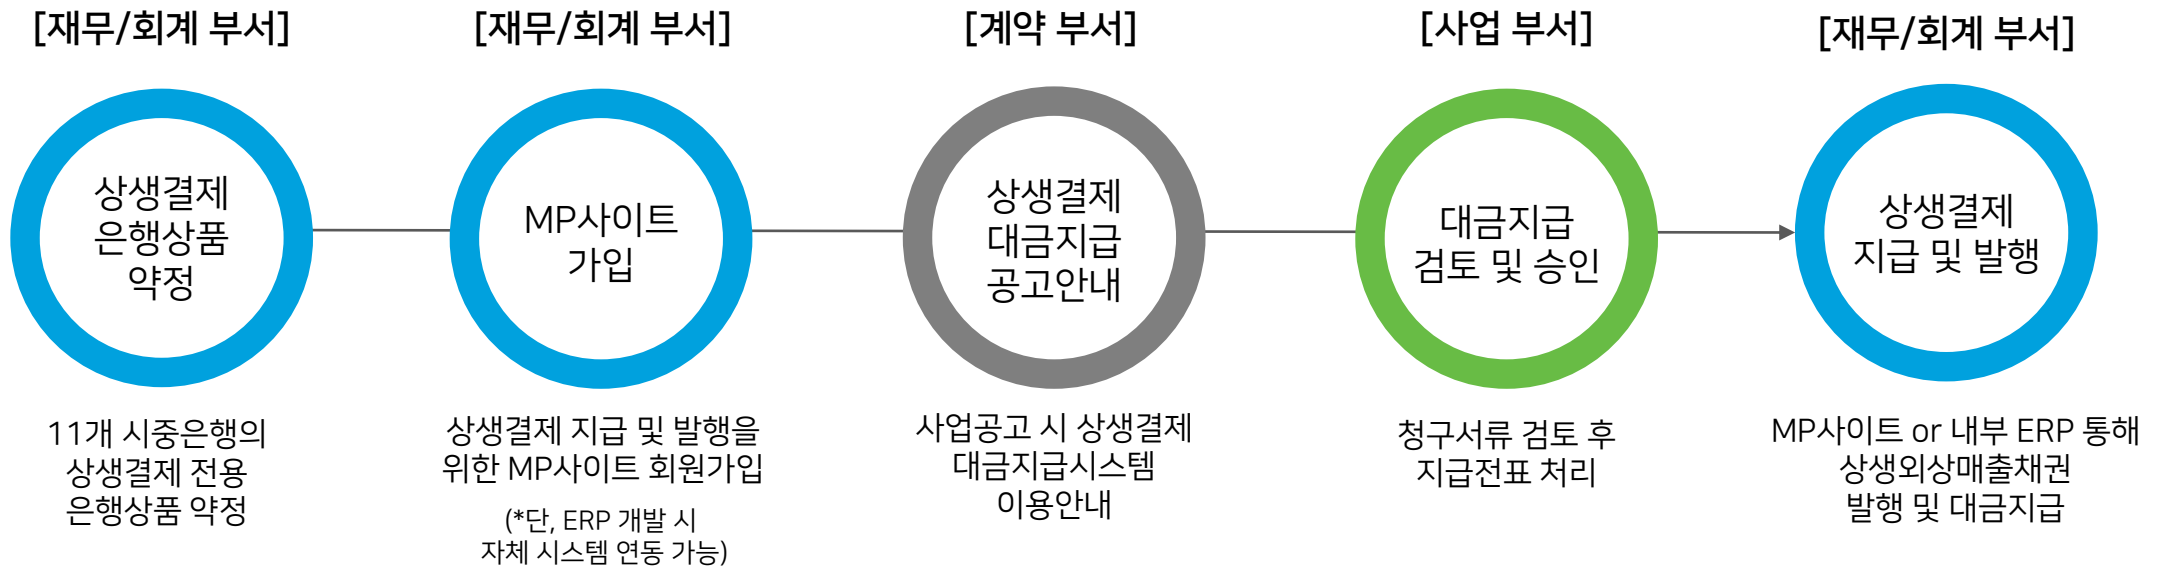 [재무/회계 부서]
상생결제
은행상품
약정
11개 시중은행의
상생결제 전용
은행상품 약정
[재무/회계 부서]
MP사이트
가입
상생결제 지급 및 발행을
위한 MP사이트 회원가입
(*단, ERP 개발 시
자체 시스템 연동 가능)
[계약 부서]
상생결제
대금지급
공고안내
사업공고 시 상생결제
대금지급시스템
이용안내
[사업 부서]
대금지급
검토 및 승인
청구서류 검토 후
지급전표 처리
[재무/회계 부서]
상생결제
지급 및 발행
MP사이트 or 내부 ERP 통해
상생외상매출채권
발행 및 대금지급